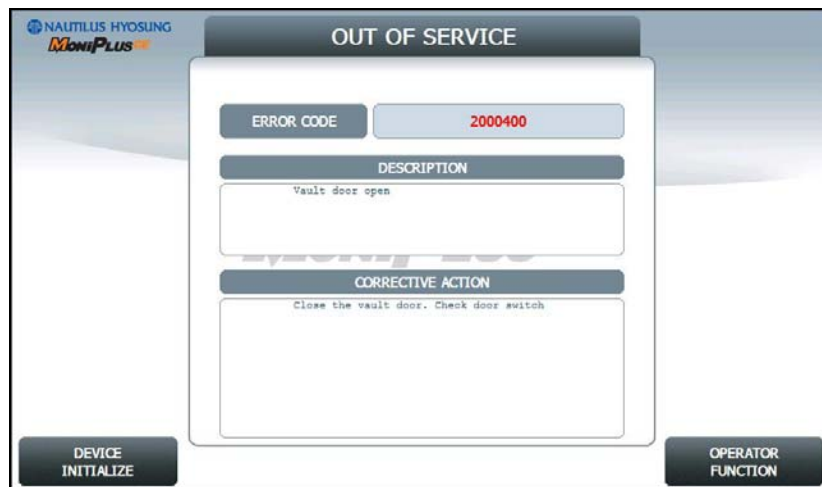 NAUTILUS HYOSUNG
MoniPlusCE
OUT OF SERVICE
ERROR CODE
2000400
DESCRIPTION
Vault door open
CORRECTIVE ACTION
Close the vault door. Check door switch
DEVICE
INITIALIZE
OPERATOR
FUNCTION